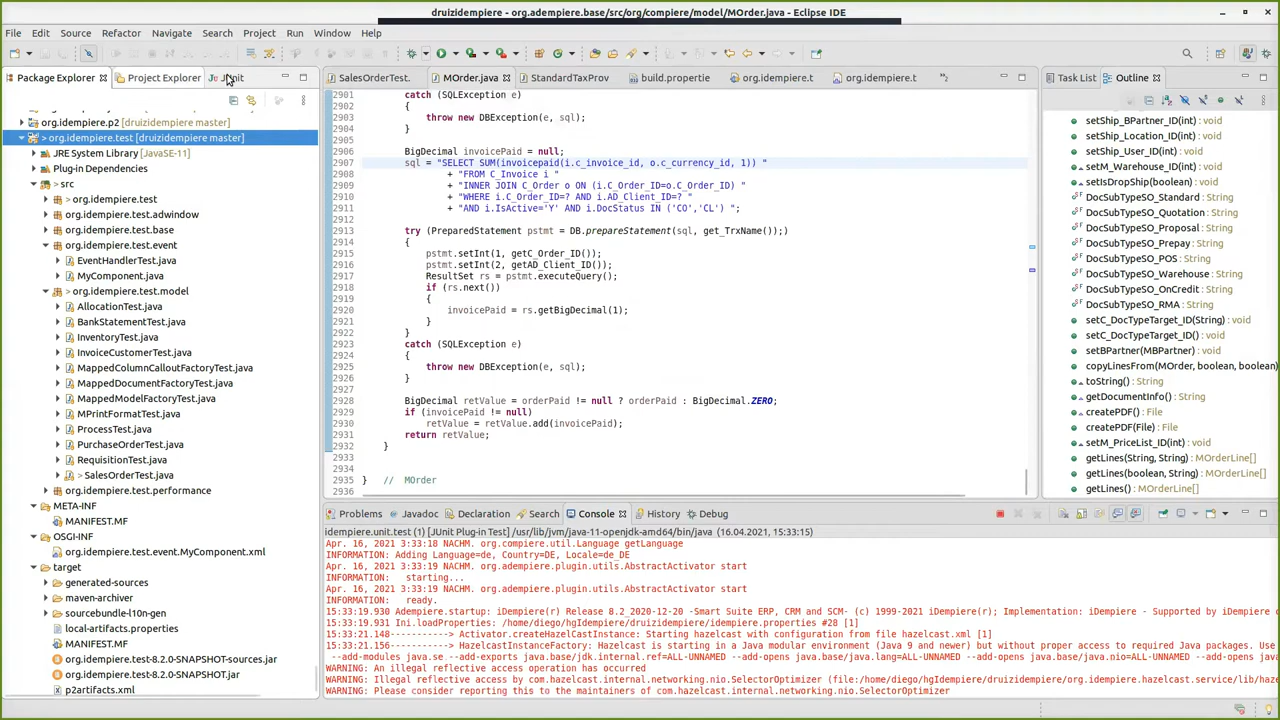 druizidempiere - org.adempiere.base/src/org/compiere/model/MOrder.java - Eclipse IDE
File Edit Source Refactor Navigate Search Project Run Window Help
Package Explorer Project Explorer JUnit
SalesOrderTest. MOrder.java StandardTaxProv build.propertie org.idempiere.t org.idempiere.t
Task List Outline
org.idempiere.p2 [druizidempiere master]
> org.idempiere.test [druizidempiere master]
JRE System Library [JavaSE-11]
Plug-in Dependencies
> src
> org.idempiere.test
org.idempiere.test.adwindow
org.idempiere.test.base
org.idempiere.test.event
EventHandlerTest.java
MyComponent.java
> org.idempiere.test.model
AllocationTest.java
BankStatementTest.java
InventoryTest.java
InvoiceCustomerTest.java
MappedColumnCalloutFactoryTest.java
MappedDocumentFactoryTest.java
MappedModelFactoryTest.java
MPrintFormatTest.java
ProcessTest.java
PurchaseOrderTest.java
RequisitionTest.java
> SalesOrderTest.java
org.idempiere.test.performance
META-INF
MANIFEST.MF
OSGI-INF
org.idempiere.test.event.MyComponent.xml
target
generated-sources
maven-archiver
sourcebundle-l10n-gen
local-artifacts.properties
MANIFEST.MF
org.idempiere.test-8.2.0-SNAPSHOT-sources.jar
org.idempiere.test-8.2.0-SNAPSHOT.jar
p2artifacts.xml
2901 catch (SQLException e)
2902 {
2903 throw new DBException(e, sql);
2904 }
2905
2906 BigDecimal invoicePaid = null;
2907 sql = "SELECT SUM(invoicepaid(i.c_invoice_id, o.c_currency_id, 1)) "
2908 + "FROM C_Invoice i "
2909 + "INNER JOIN C_Order o ON (i.C_Order_ID=o.C_Order_ID) "
2910 + "WHERE i.C_Order_ID=? AND i.AD_Client_ID=? "
2911 + "AND i.IsActive='Y' AND i.DocStatus IN ('CO','CL') ";
2912
2913 try (PreparedStatement pstmt = DB.prepareStatement(sql, get_TrxName());)
2914 {
2915 pstmt.setInt(1, getC_Order_ID());
2916 pstmt.setInt(2, getAD_Client_ID());
2917 ResultSet rs = pstmt.executeQuery();
2918 if (rs.next())
2919 {
2920 invoicePaid = rs.getBigDecimal(1);
2921 }
2922 }
2923 catch (SQLException e)
2924 {
2925 throw new DBException(e, sql);
2926 }
2927
2928 BigDecimal retValue = orderPaid != null ? orderPaid : BigDecimal.ZERO;
2929 if (invoicePaid != null)
2930 retValue = retValue.add(invoicePaid);
2931 return retValue;
2932 }
2933
2934
2935 } // MOrder
2936
setShip_BPartner_ID(int) : void
setShip_Location_ID(int) : void
setShip_User_ID(int) : void
setM_Warehouse_ID(int) : void
setIsDropShip(boolean) : void
DocSubTypeSO_Standard : String
DocSubTypeSO_Quotation : String
DocSubTypeSO_Proposal : String
DocSubTypeSO_Prepay : String
DocSubTypeSO_POS : String
DocSubTypeSO_Warehouse : String
DocSubTypeSO_OnCredit : String
DocSubTypeSO_RMA : String
setC_DocTypeTarget_ID(String) : void
setC_DocTypeTarget_ID() : void
setBPartner(MBPartner) : void
copyLinesFrom(MOrder, boolean, boolean)
toString() : String
getDocumentInfo() : String
createPDF() : File
createPDF(File) : File
setM_PriceList_ID(int) : void
getLines(String, String) : MOrderLine[]
getLines(boolean, String) : MOrderLine[]
getLines() : MOrderLine[]
Problems Javadoc Declaration Search Console History Debug
idempiere.unit.test (1) [JUnit Plug-in Test] /usr/lib/jvm/java-11-openjdk-amd64/bin/java (16.04.2021, 15:33:15)
Apr. 16, 2021 3:33:18 NACHM. org.compiere.util.Language getLanguage
INFORMATION: Adding Language=de, Country=DE, Locale=de_DE
Apr. 16, 2021 3:33:19 NACHM. org.adempiere.plugin.utils.AbstractActivator start
INFORMATION: starting...
Apr. 16, 2021 3:33:19 NACHM. org.adempiere.plugin.utils.AbstractActivator start
INFORMATION: ready.
15:33:19.930 Adempiere.startup: iDempiere(r) Release 8.2_2020-12-20 -Smart Suite ERP, CRM and SCM- (c) 1999-2021 iDempiere(r); Implementation: iDempiere - Supported by iDempiere c
15:33:19.931 Ini.loadProperties: /home/diego/hgIdempiere/druizidempiere/idempiere.properties #28 [1]
15:33:21.148-----------> Activator.createHazelCastInstance: Starting hazelcast with configuration from file hazelcast.xml [1]
15:33:21.156-----------> HazelcastInstanceFactory: Hazelcast is starting in a Java modular environment (Java 9 and newer) but without proper access to required Java packages. Use
--add-modules java.se --add-exports java.base/jdk.internal.ref=ALL-UNNAMED --add-opens java.base/java.lang=ALL-UNNAMED --add-opens java.base/java.nio=ALL-UNNAMED --add-opens java
WARNING: An illegal reflective access operation has occurred
WARNING: Illegal reflective access by com.hazelcast.internal.networking.nio.SelectorOptimizer (file:/home/diego/hgIdempiere/druizidempiere/org.idempiere.hazelcast.service/lib/haz
WARNING: Please consider reporting this to the maintainers of com.hazelcast.internal.networking.nio.SelectorOptimizer